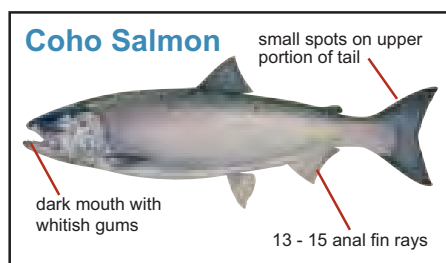 Coho Salmon
small spots on upper
portion of tail
dark mouth with
whitish gums
13 - 15 anal fin rays